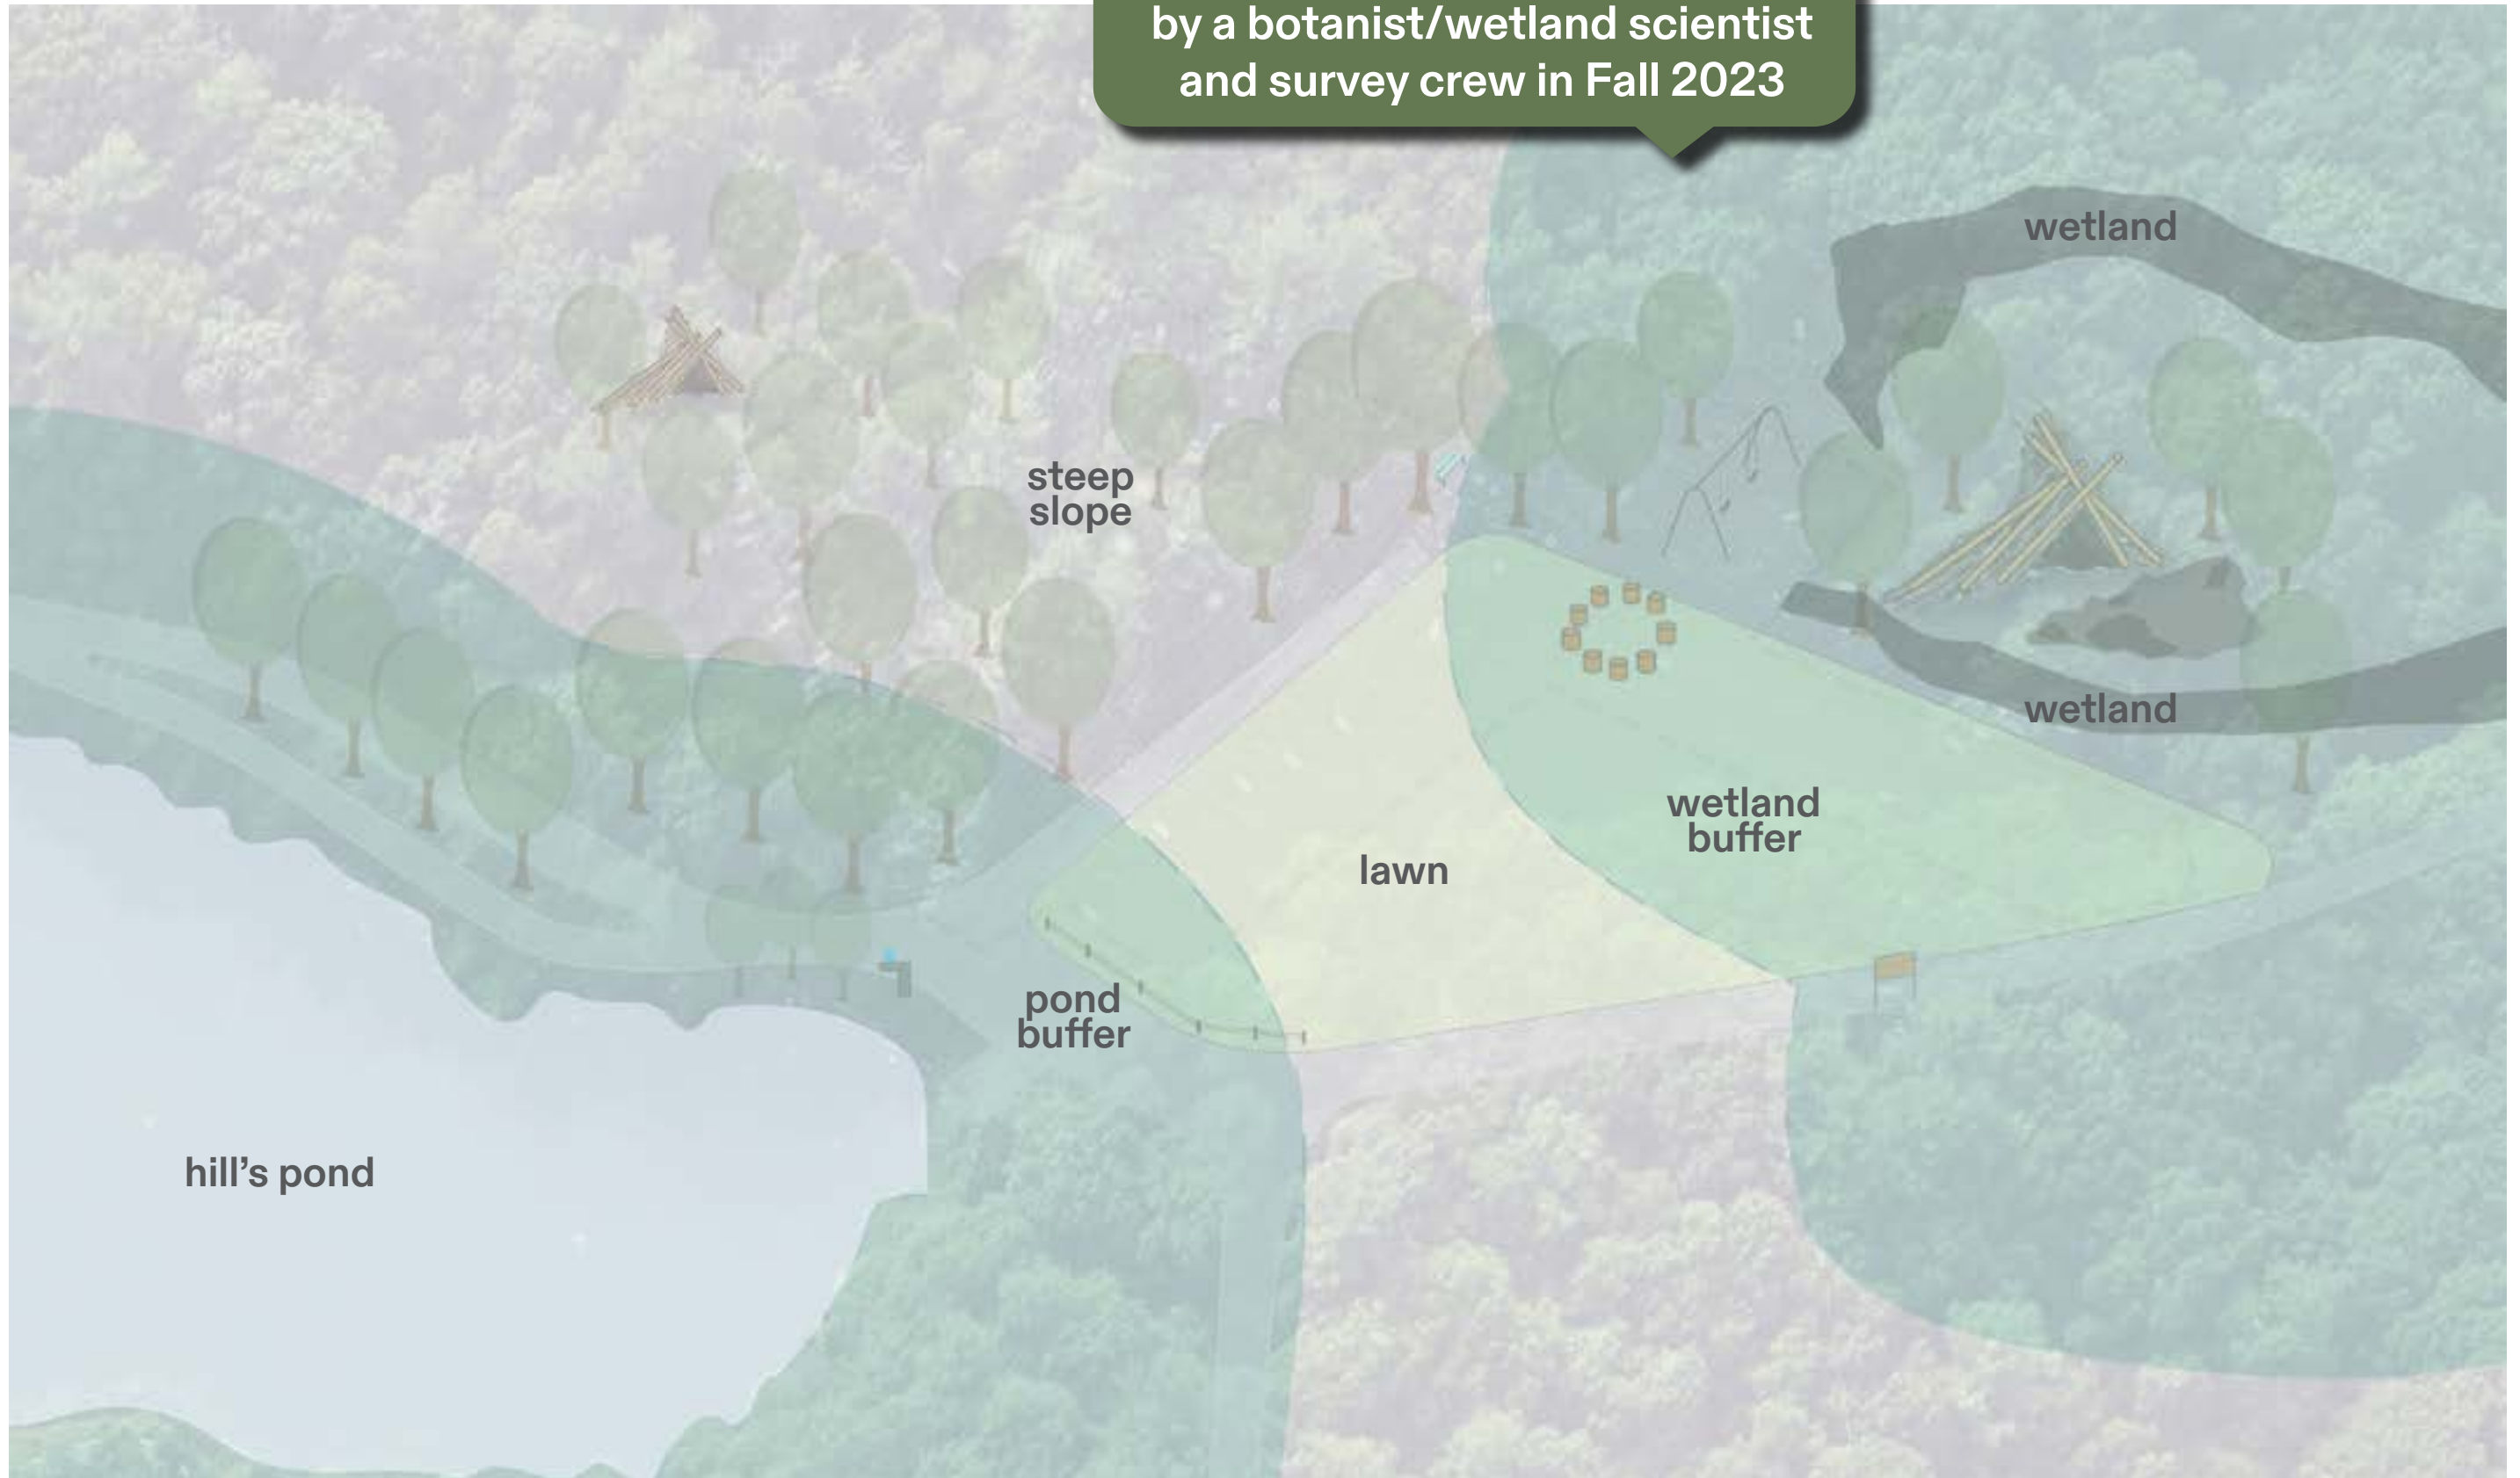 by a botanist/wetland scientist
and survey crew in Fall 2023
wetland
steep
slope
wetland
wetland
buffer
lawn
pond
buffer
hill's pond